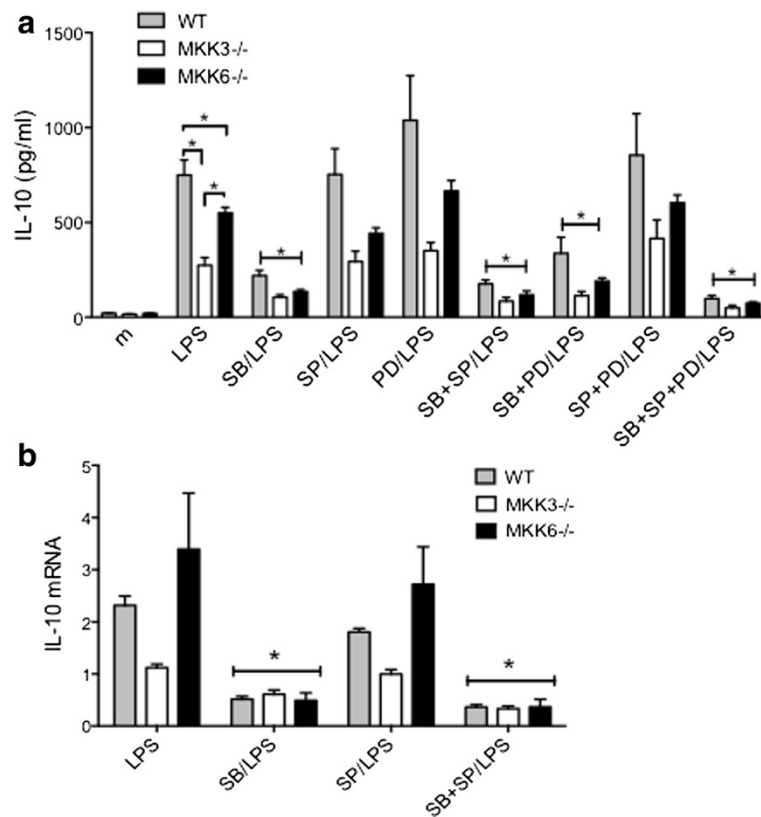 a
WT
MKK3-/-
MKK6-/-
IL-10 (pg/ml)
1500
1000
500
0
* * *
* * * *
m
LPS
SB/LPS
SP/LPS
PD/LPS
SB+SP/LPS
SB+PD/LPS
SP+PD/LPS
SB+SP+PD/LPS
b
WT
MKK3-/-
MKK6-/-
IL-10 mRNA
5
4
3
2
1
0
* *
LPS
SB/LPS
SP/LPS
SB+SP/LPS